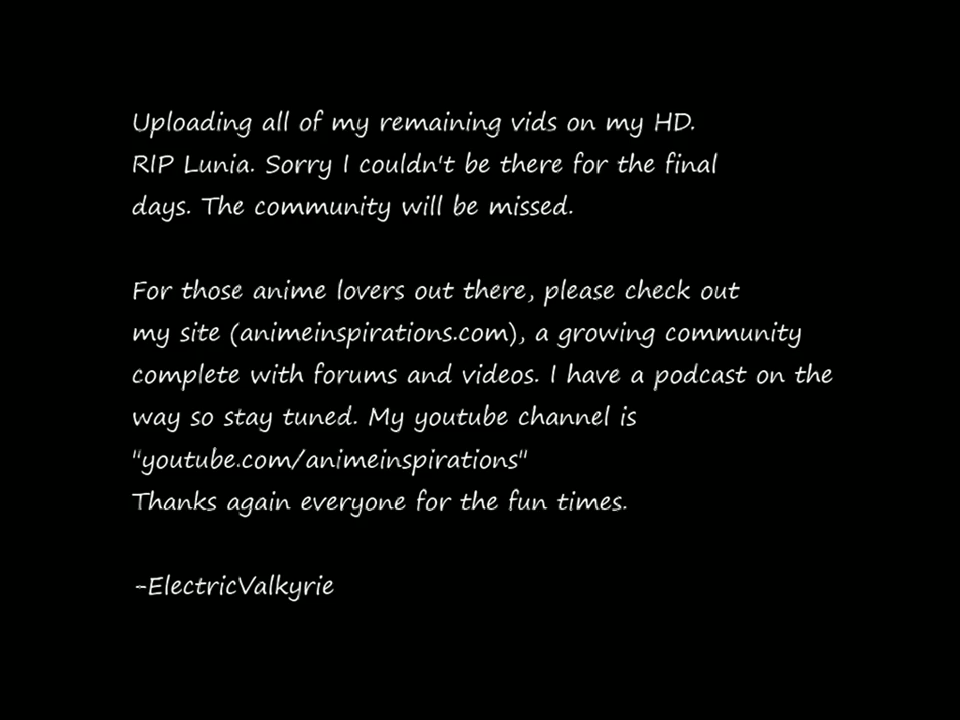 Uploading all of my remaining vids on my HD.
RIP Lunia. Sorry I couldn't be there for the final
days. The community will be missed.
For those anime lovers out there, please check out
my site (animeinspirations.com), a growing community
complete with forums and videos. I have a podcast on the
way so stay tuned. My youtube channel is
"youtube.com/animeinspirations"
Thanks again everyone for the fun times.
-ElectricValkyrie